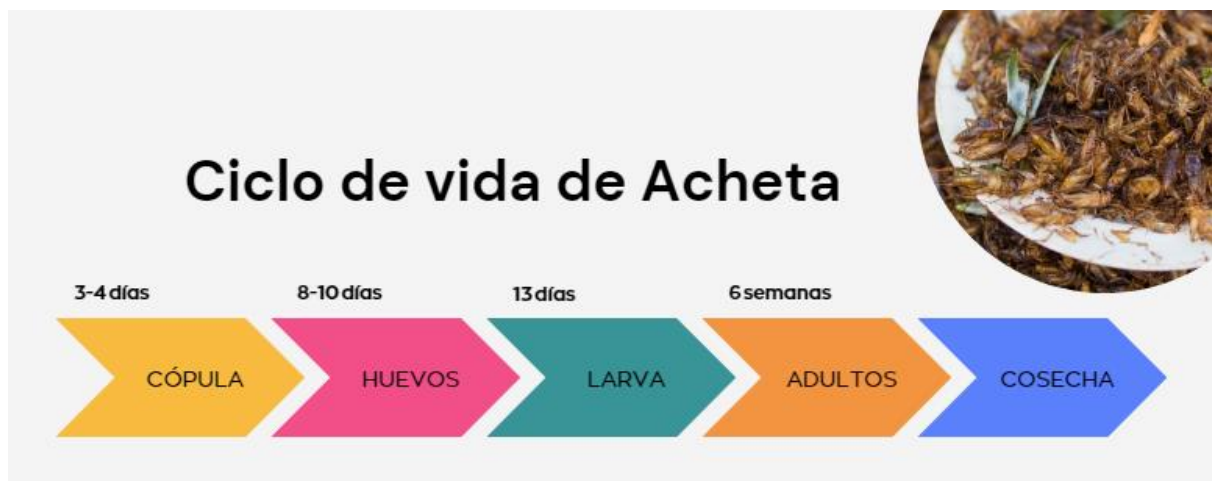 Ciclo de vida de Acheta
3-4 días
8-10 días
13 días
6 semanas
CÓPULA
HUEVOS
LARVA
ADULTOS
COSECHA